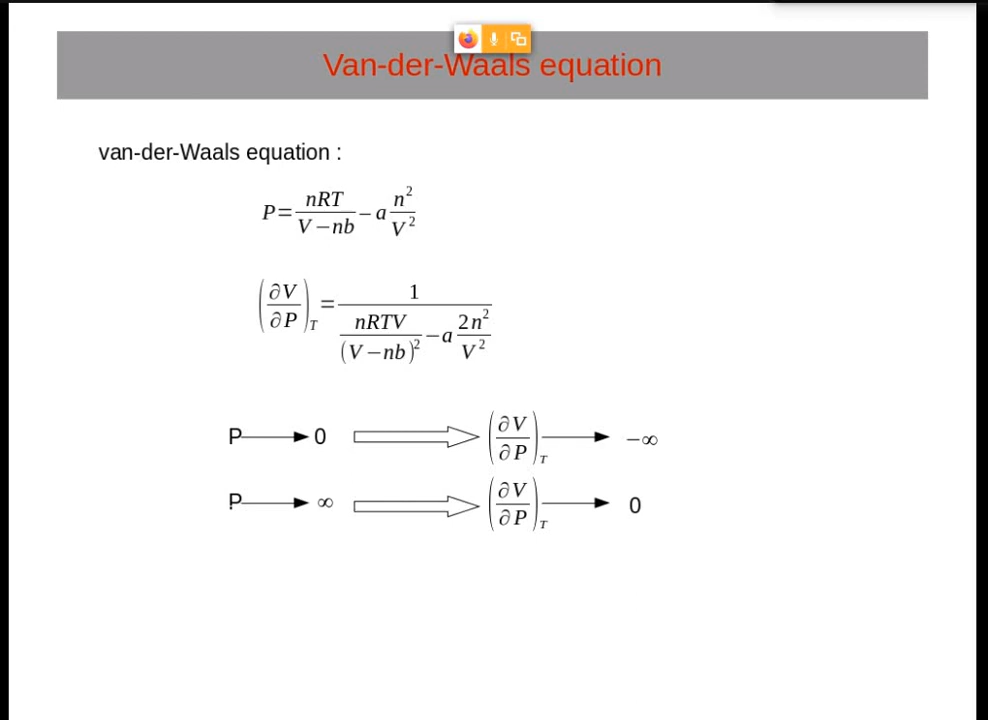 Van-der-Waals equation
van-der-Waals equation :
P = nRT / (V − nb) − a n² / V²
(∂V / ∂P)_T = 1 / ( nRTV / (V − nb)² − a 2n² / V² )
P → 0 ⇒ (∂V / ∂P)_T → −∞
P → ∞ ⇒ (∂V / ∂P)_T → 0